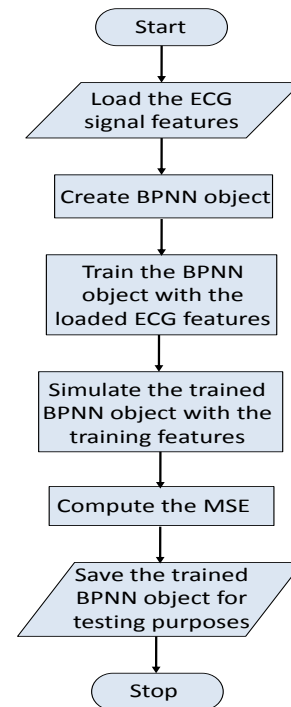 Start
Load the ECG
signal features
Create BPNN object
Train the BPNN
object with the
loaded ECG features
Simulate the trained
BPNN object with the
training features
Compute the MSE
Save the trained
BPNN object for
testing purposes
Stop